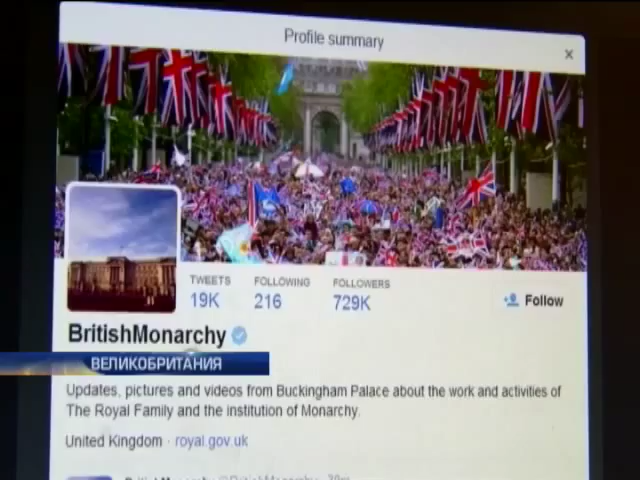 Profile summary
×
TWEETS FOLLOWING FOLLOWERS
19K 216 729K
Follow
BritishMonarchy
ВЕЛИКОБРИТАНИЯ
Updates, pictures and videos from Buckingham Palace about the work and activities of
The Royal Family and the institution of Monarchy.
United Kingdom · royal.gov.uk